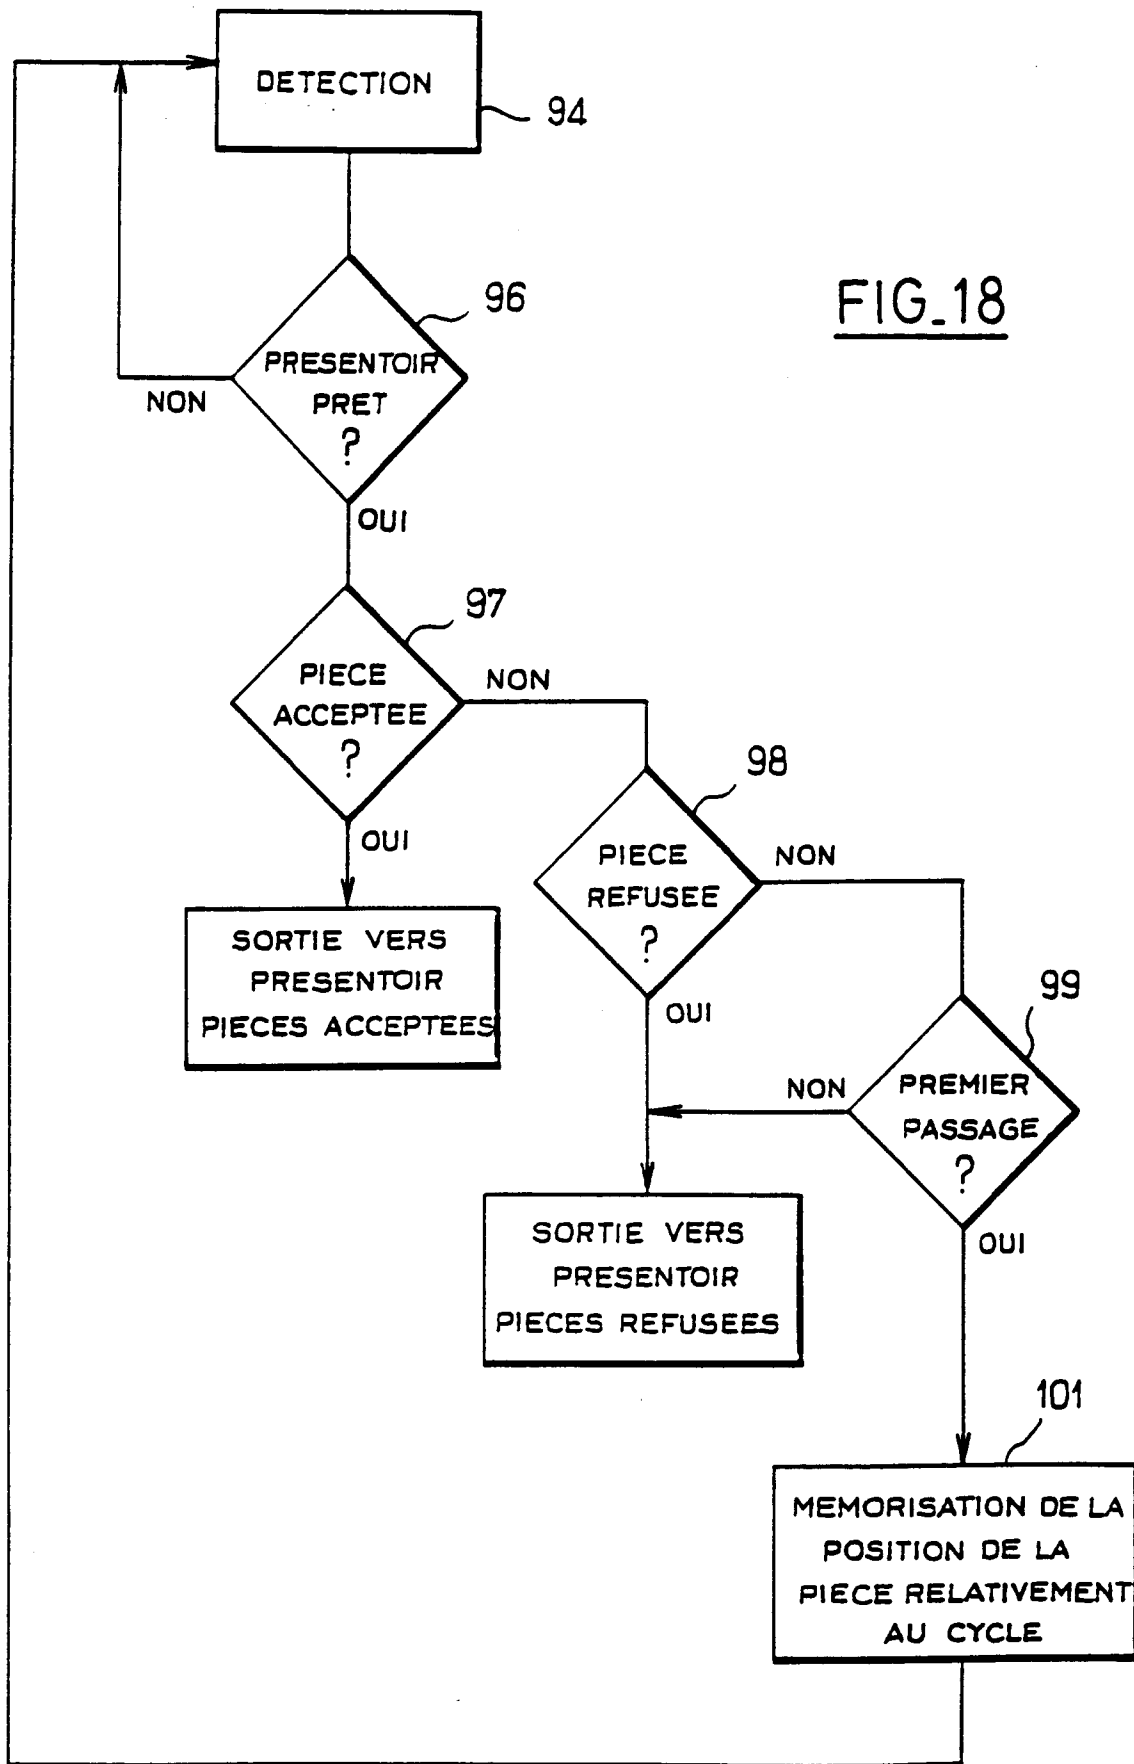 DETECTION
94
96
FIG_18
PRESENTOIR
PRET
?
NON
OUI
97
PIECE
ACCEPTEE
?
NON
OUI
98
PIECE
REFUSEE
?
NON
OUI
SORTIE VERS
PRESENTOIR
PIECES ACCEPTEES
99
PREMIER
PASSAGE
?
NON
OUI
SORTIE VERS
PRESENTOIR
PIECES REFUSEES
101
MEMORISATION DE LA
POSITION DE LA
PIECE RELATIVEMENT
AU CYCLE